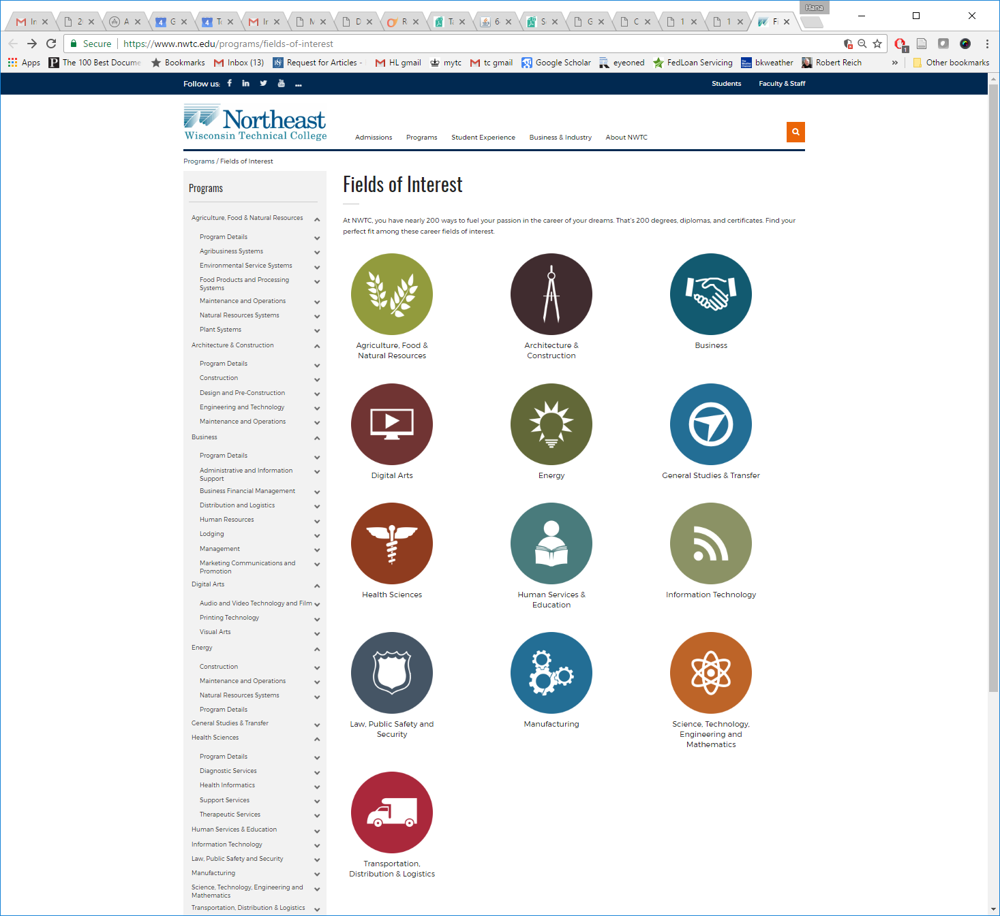 Hana
In
A
G
In
M
D
R
Ta
6
S
G
C
1
1
Fi
Secure
https://www.nwtc.edu/programs/fields-of-interest
1
Apps
The 100 Best Docume
Bookmarks
Inbox (13)
Request for Articles -
HL gmail
mytc
tc gmail
Google Scholar
eyeoned
FedLoan Servicing
bkweather
Robert Reich
»
Other bookmarks
Follow us:
Students
Faculty & Staff
Northeast
Wisconsin Technical College
Admissions
Programs
Student Experience
Business & Industry
About NWTC
Programs / Fields of Interest
Programs
Agriculture, Food & Natural Resources
Program Details
Agribusiness Systems
Environmental Service Systems
Food Products and Processing
Systems
Maintenance and Operations
Natural Resources Systems
Plant Systems
Architecture & Construction
Program Details
Construction
Design and Pre-Construction
Engineering and Technology
Maintenance and Operations
Business
Program Details
Administrative and Information
Support
Business Financial Management
Distribution and Logistics
Human Resources
Lodging
Management
Marketing Communications and
Promotion
Digital Arts
Audio and Video Technology and Film
Printing Technology
Visual Arts
Energy
Construction
Maintenance and Operations
Natural Resources Systems
Program Details
General Studies & Transfer
Health Sciences
Program Details
Diagnostic Services
Health Informatics
Support Services
Therapeutic Services
Human Services & Education
Information Technology
Law, Public Safety and Security
Manufacturing
Science, Technology, Engineering and
Mathematics
Transportation, Distribution & Logistics
Fields of Interest
At NWTC, you have nearly 200 ways to fuel your passion in the career of your dreams. That's 200 degrees, diplomas, and certificates. Find your
perfect fit among these career fields of interest.
Agriculture, Food &
Natural Resources
Architecture &
Construction
Business
Digital Arts
Energy
General Studies & Transfer
Health Sciences
Human Services &
Education
Information Technology
Law, Public Safety and
Security
Manufacturing
Science, Technology,
Engineering and
Mathematics
Transportation,
Distribution & Logistics